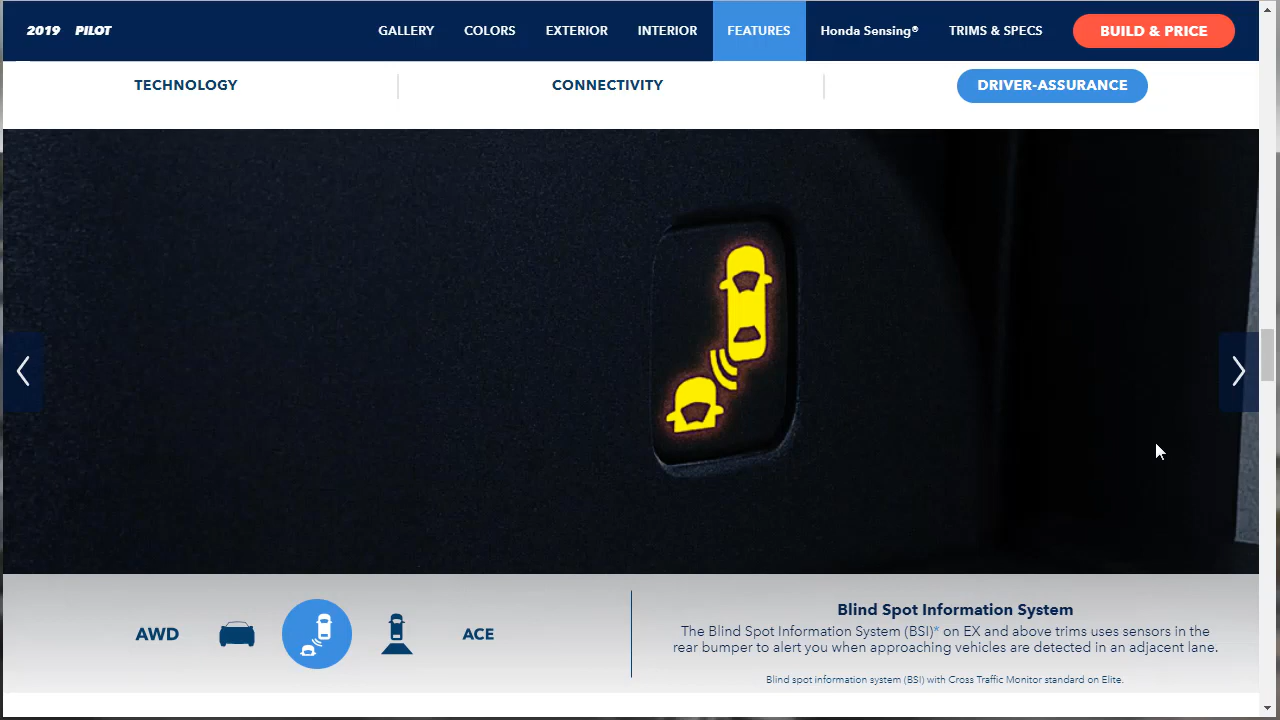 2019 PILOT GALLERY COLORS EXTERIOR INTERIOR FEATURES Honda Sensing® TRIMS & SPECS BUILD & PRICE
TECHNOLOGY CONNECTIVITY DRIVER-ASSURANCE
AWD ACE
Blind Spot Information System
The Blind Spot Information System (BSI)* on EX and above trims uses sensors in the
rear bumper to alert you when approaching vehicles are detected in an adjacent lane.
Blind spot information system (BSI) with Cross Traffic Monitor standard on Elite.